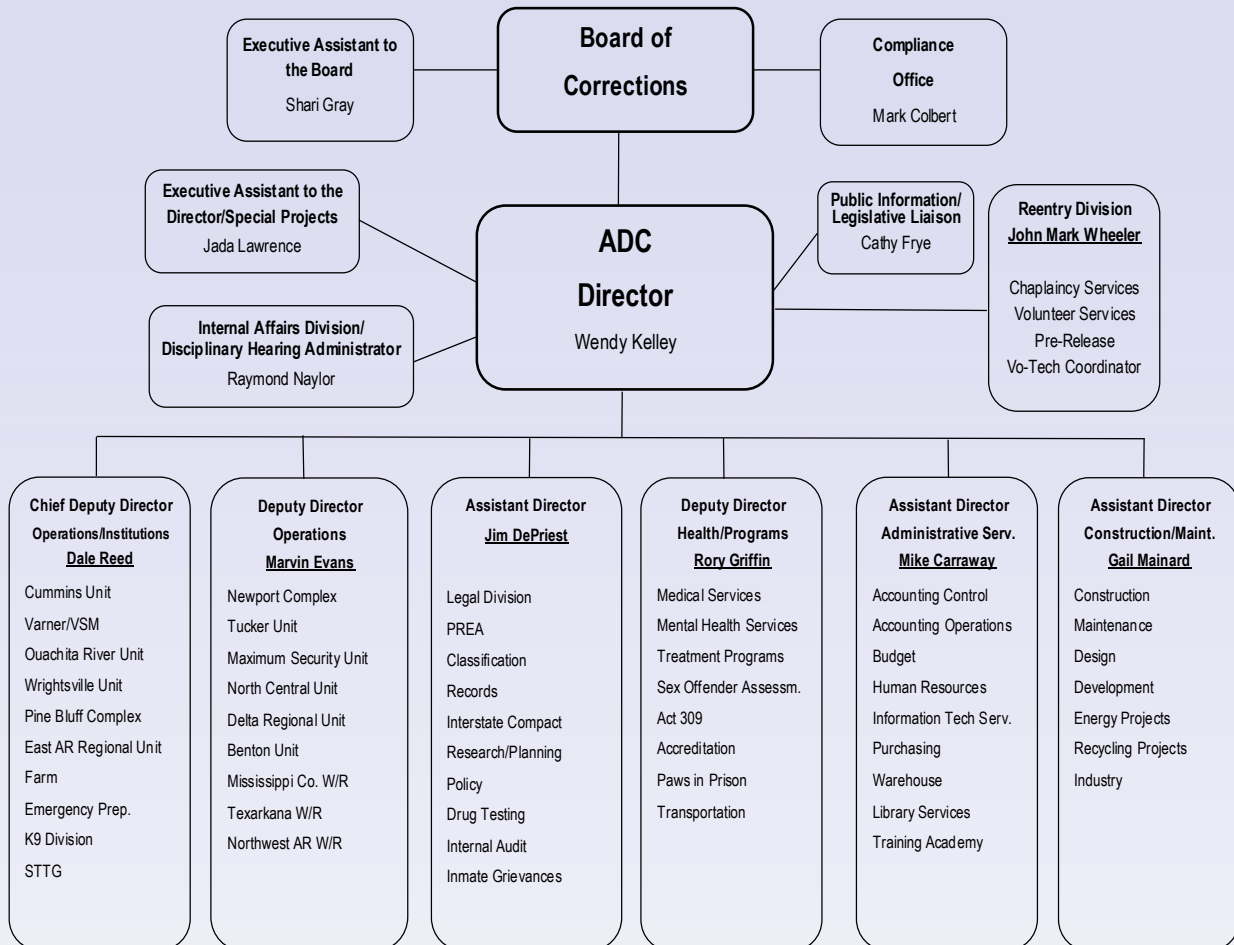 Executive Assistant to
the Board
Shari Gray
Board of
Corrections
Compliance
Office
Mark Colbert
Executive Assistant to the
Director/Special Projects
Jada Lawrence
Internal Affairs Division/
Disciplinary Hearing Administrator
Raymond Naylor
ADC
Director
Wendy Kelley
Public Information/
Legislative Liaison
Cathy Frye
Reentry Division
John Mark Wheeler
Chaplaincy Services
Volunteer Services
Pre-Release
Vo-Tech Coordinator
Chief Deputy Director
Operations/Institutions
Dale Reed
Cummins Unit
Varner/VSM
Ouachita River Unit
Wrightsville Unit
Pine Bluff Complex
East AR Regional Unit
Farm
Emergency Prep.
K9 Division
STTG
Deputy Director
Operations
Marvin Evans
Newport Complex
Tucker Unit
Maximum Security Unit
North Central Unit
Delta Regional Unit
Benton Unit
Mississippi Co. W/R
Texarkana W/R
Northwest AR W/R
Assistant Director
Jim DePriest
Legal Division
PREA
Classification
Records
Interstate Compact
Research/Planning
Policy
Drug Testing
Internal Audit
Inmate Grievances
Deputy Director
Health/Programs
Rory Griffin
Medical Services
Mental Health Services
Treatment Programs
Sex Offender Assessm.
Act 309
Accreditation
Paws in Prison
Transportation
Assistant Director
Administrative Serv.
Mike Carraway
Accounting Control
Accounting Operations
Budget
Human Resources
Information Tech Serv.
Purchasing
Warehouse
Library Services
Training Academy
Assistant Director
Construction/Maint.
Gail Mainard
Construction
Maintenance
Design
Development
Energy Projects
Recycling Projects
Industry